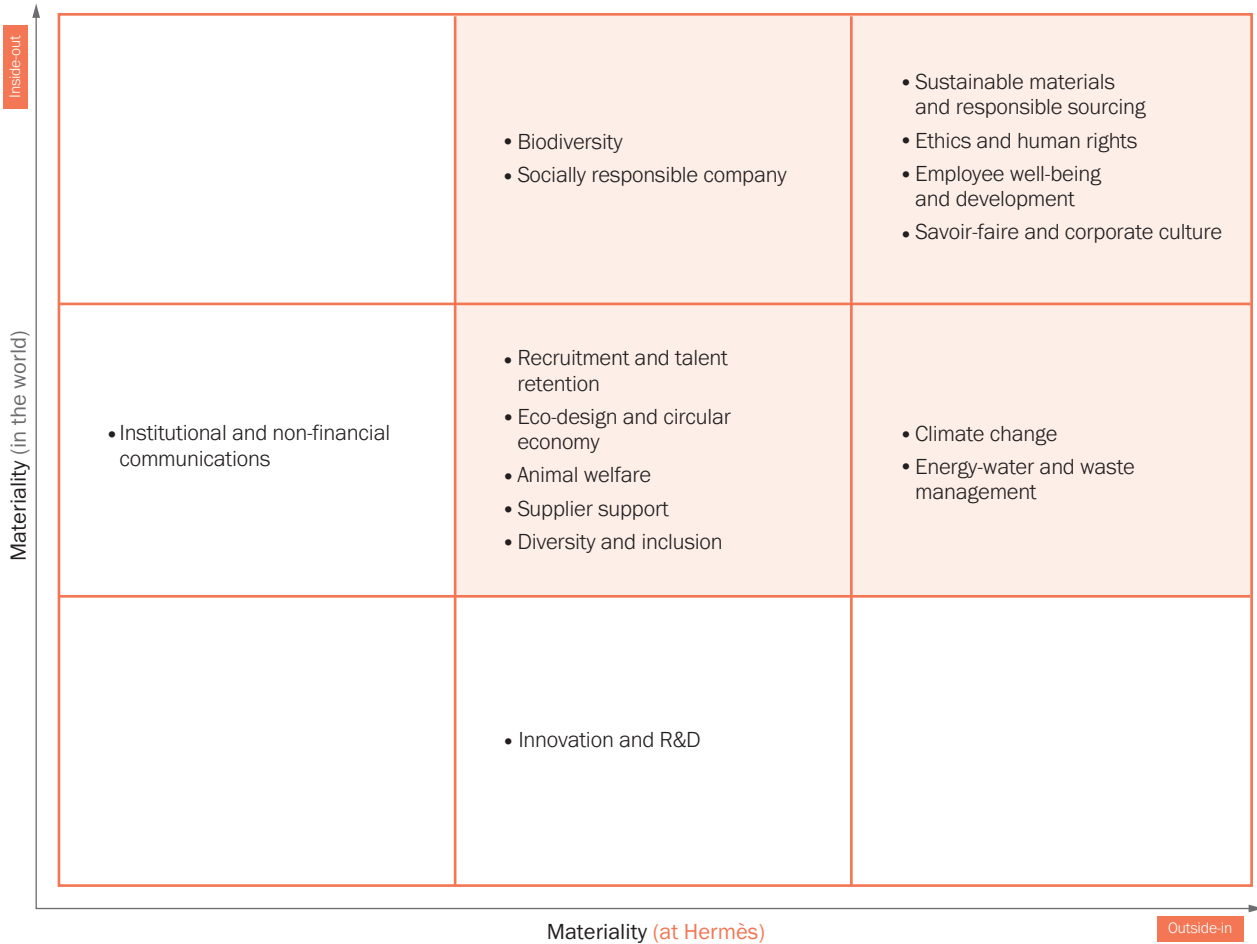 Inside-out
Materiality (in the world)
• Biodiversity
• Socially responsible company
• Sustainable materials
and responsible sourcing
• Ethics and human rights
• Employee well-being
and development
• Savoir-faire and corporate culture
• Institutional and non-financial
communications
• Recruitment and talent
retention
• Eco-design and circular
economy
• Animal welfare
• Supplier support
• Diversity and inclusion
• Climate change
• Energy-water and waste
management
• Innovation and R&D
Materiality (at Hermès)
Outside-in